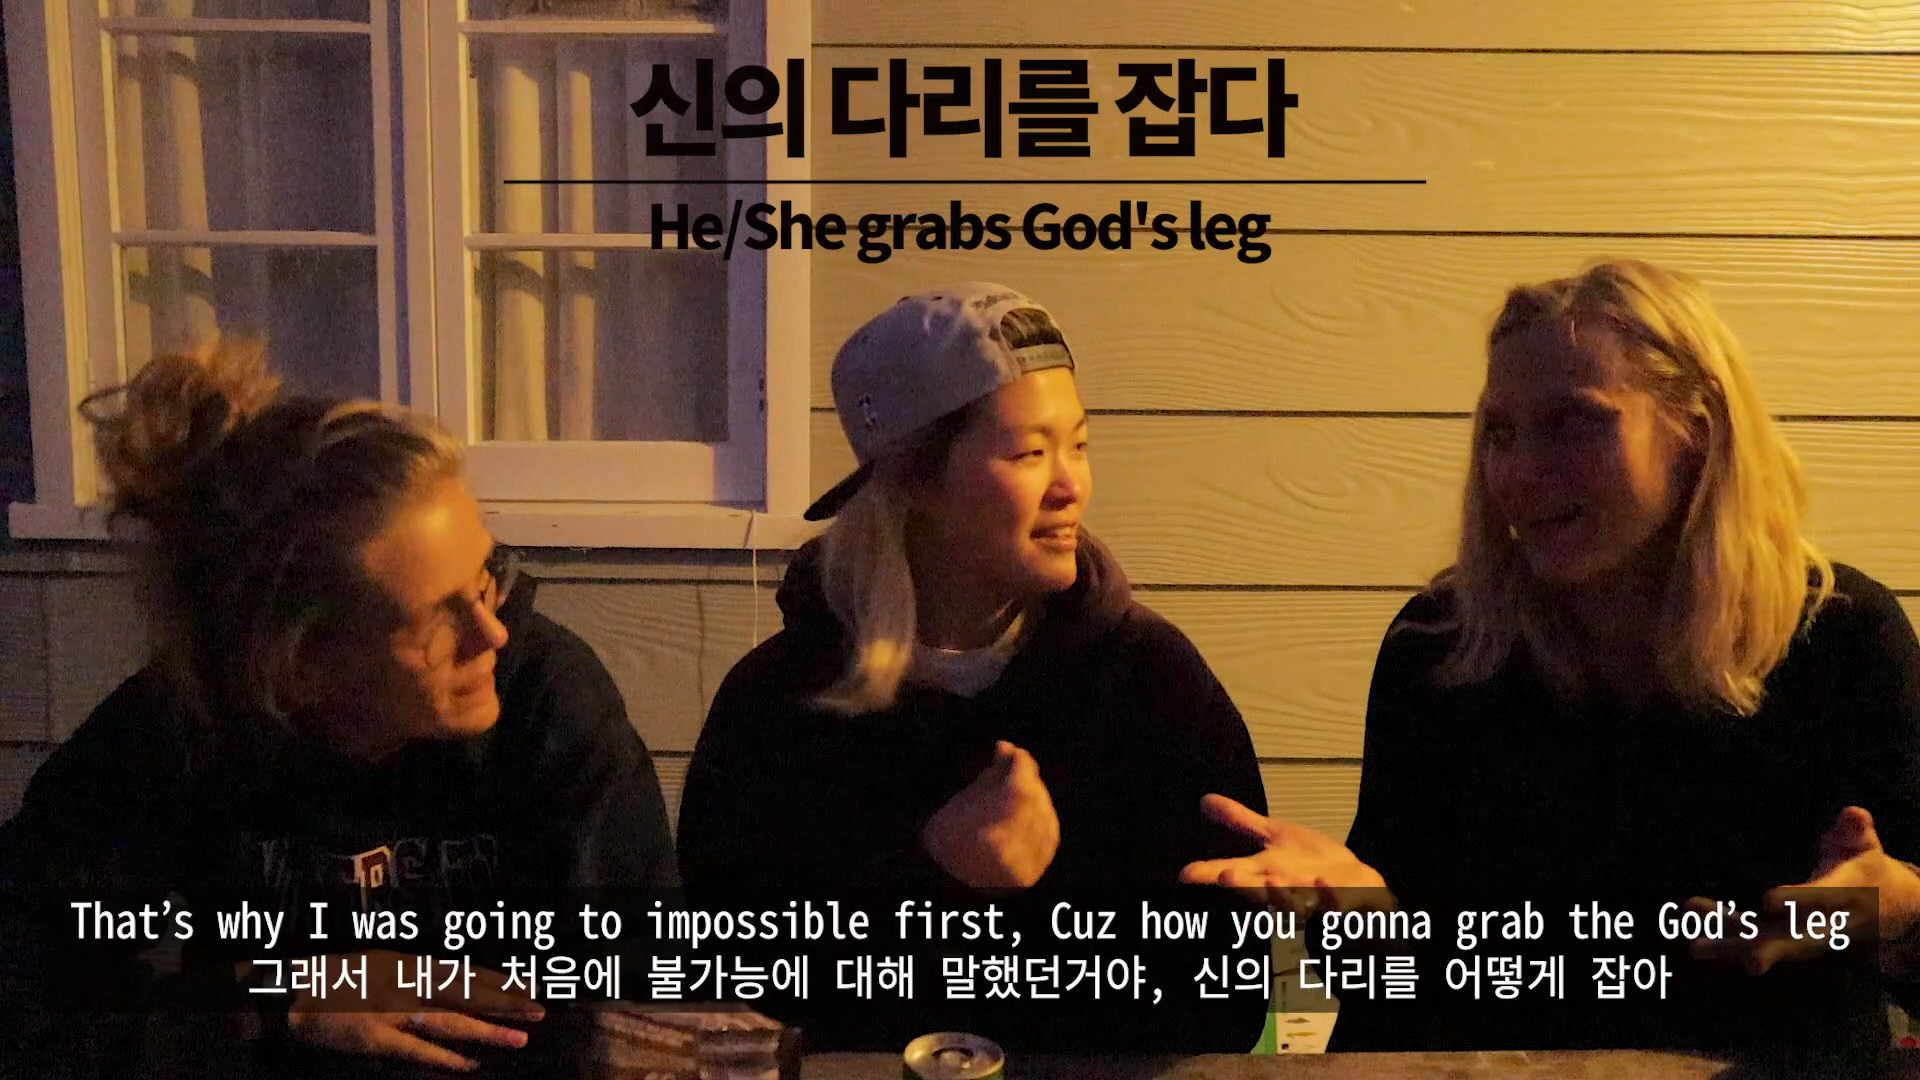 신의 다리를 잡다
He/She grabs God's leg
That’s why I was going to impossible first, Cuz how you gonna grab the God’s leg
그래서 내가 처음에 불가능에 대해 말했던거야, 신의 다리를 어떻게 잡아